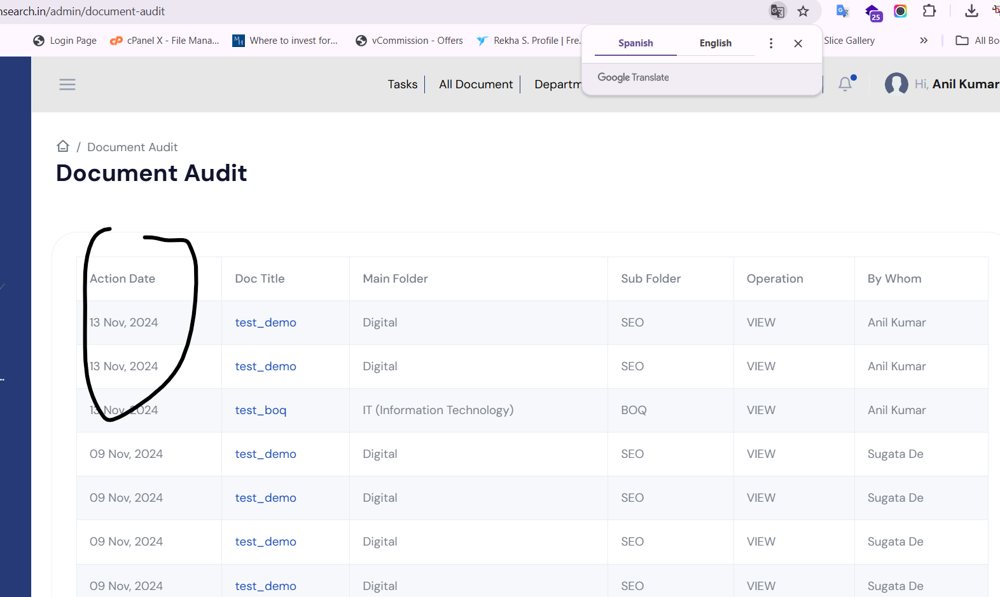 nsearch.in/admin/document-audit
25
Login Page cPanel X - File Mana... Where to invest for... vCommission - Offers Rekha S. Profile | Fre... Slice Gallery » All Bo
Spanish English
Google Translate
Tasks All Document Departm Hi, Anil Kumar
/ Document Audit
Document Audit
Action Date Doc Title Main Folder Sub Folder Operation By Whom
13 Nov, 2024 test_demo Digital SEO VIEW Anil Kumar
13 Nov, 2024 test_demo Digital SEO VIEW Anil Kumar
13 Nov, 2024 test_boq IT (Information Technology) BOQ VIEW Anil Kumar
09 Nov, 2024 test_demo Digital SEO VIEW Sugata De
09 Nov, 2024 test_demo Digital SEO VIEW Sugata De
09 Nov, 2024 test_demo Digital SEO VIEW Sugata De
09 Nov, 2024 test_demo Digital SEO VIEW Sugata De